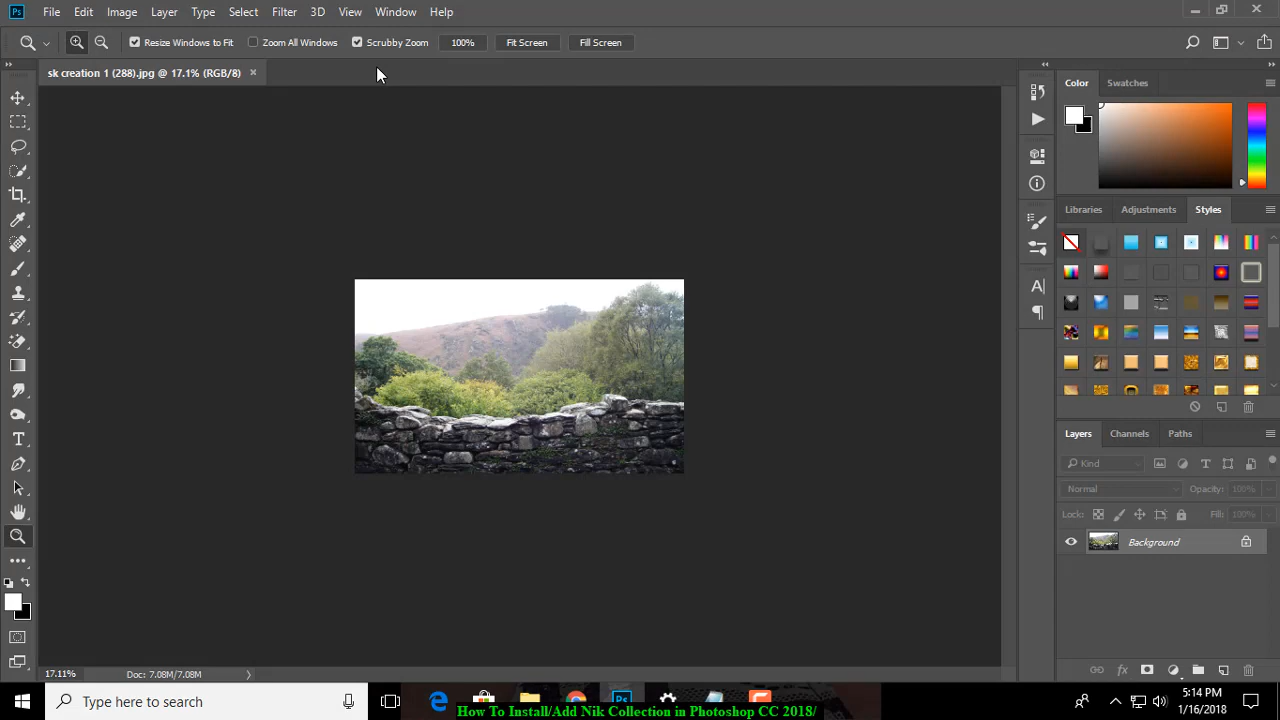 Ps File Edit Image Layer Type Select Filter 3D View Window Help
Resize Windows to Fit Zoom All Windows Scrubby Zoom 100% Fit Screen Fill Screen
sk creation 1 (288).jpg @ 17.1% (RGB/8) ×
Color Swatches
Libraries Adjustments Styles
Layers Channels Paths
Kind
Normal Opacity: 100%
Lock: Fill: 100%
Background
17.11% Doc: 7.08M/7.08M
Type here to search
5:14 PM
1/16/2018
How To Install/Add Nik Collection in Photoshop CC 2018/